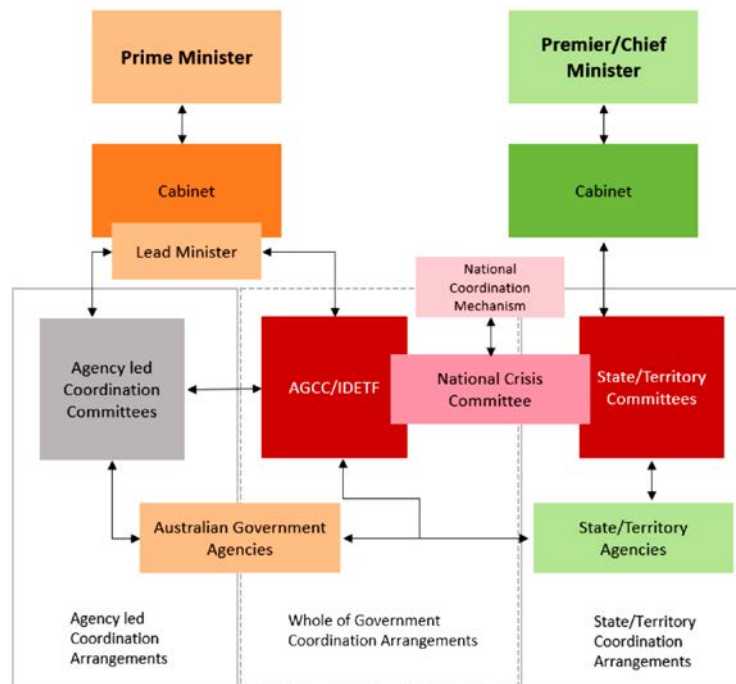 Prime Minister
Premier/Chief
Minister
Cabinet
Cabinet
Lead Minister
National
Coordination
Mechanism
Agency led
Coordination
Committees
AGCC/IDETF
National Crisis
Committee
State/Territory
Committees
Australian Government
Agencies
State/Territory
Agencies
Agency led
Coordination
Arrangements
Whole of Government
Coordination Arrangements
State/Territory
Coordination
Arrangements